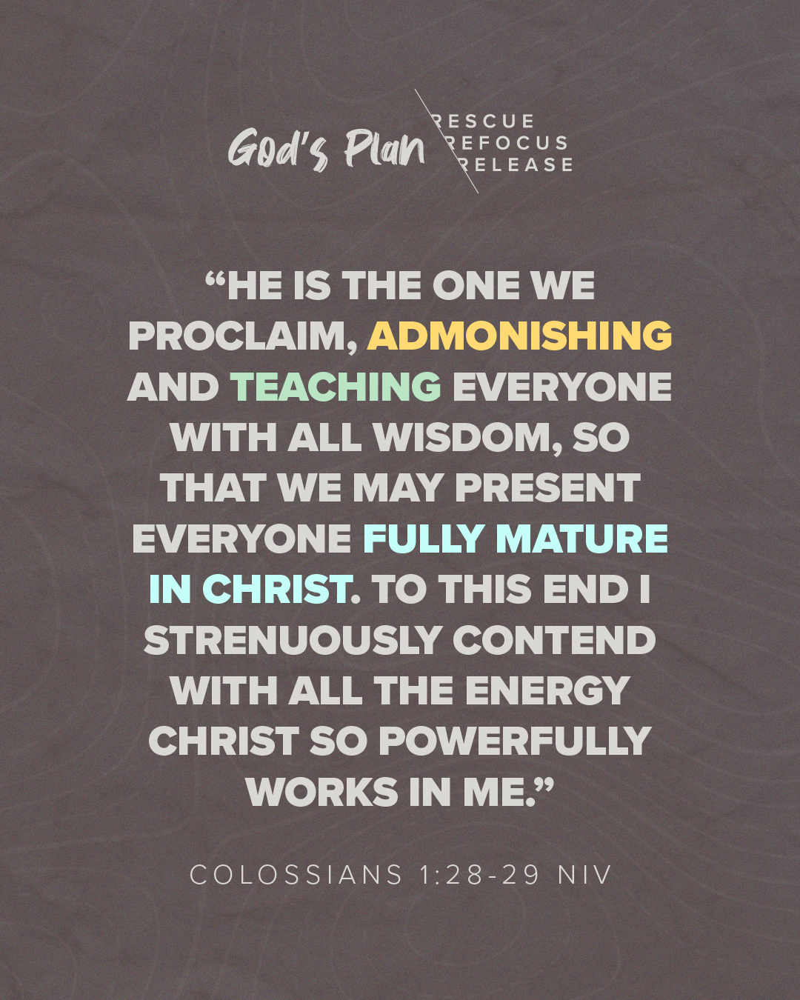 God's Plan
RESCUE
REFOCUS
RELEASE
“HE IS THE ONE WE
PROCLAIM, ADMONISHING
AND TEACHING EVERYONE
WITH ALL WISDOM, SO
THAT WE MAY PRESENT
EVERYONE FULLY MATURE
IN CHRIST. TO THIS END I
STRENUOUSLY CONTEND
WITH ALL THE ENERGY
CHRIST SO POWERFULLY
WORKS IN ME.”
COLOSSIANS 1:28-29 NIV